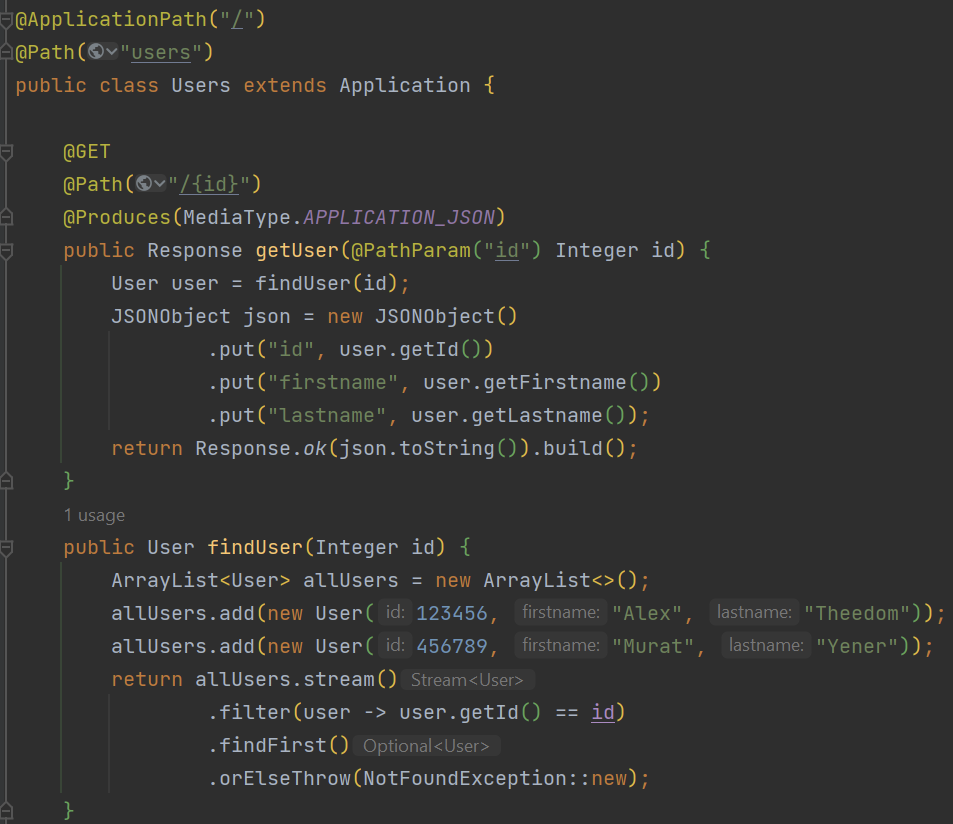 @ApplicationPath("/")
@Path("users")
public class Users extends Application {
@GET
@Path("/{id}")
@Produces(MediaType.APPLICATION_JSON)
public Response getUser(@PathParam("id") Integer id) {
User user = findUser(id);
JSONObject json = new JSONObject()
.put("id", user.getId())
.put("firstname", user.getFirstname())
.put("lastname", user.getLastname());
return Response.ok(json.toString()).build();
}
1 usage
public User findUser(Integer id) {
ArrayList<User> allUsers = new ArrayList<>();
allUsers.add(new User( id: 123456, firstname: "Alex", lastname: "Theedom"));
allUsers.add(new User( id: 456789, firstname: "Murat", lastname: "Yener"));
return allUsers.stream() Stream<User>
.filter(user -> user.getId() == id)
.findFirst() Optional<User>
.orElseThrow(NotFoundException::new);
}